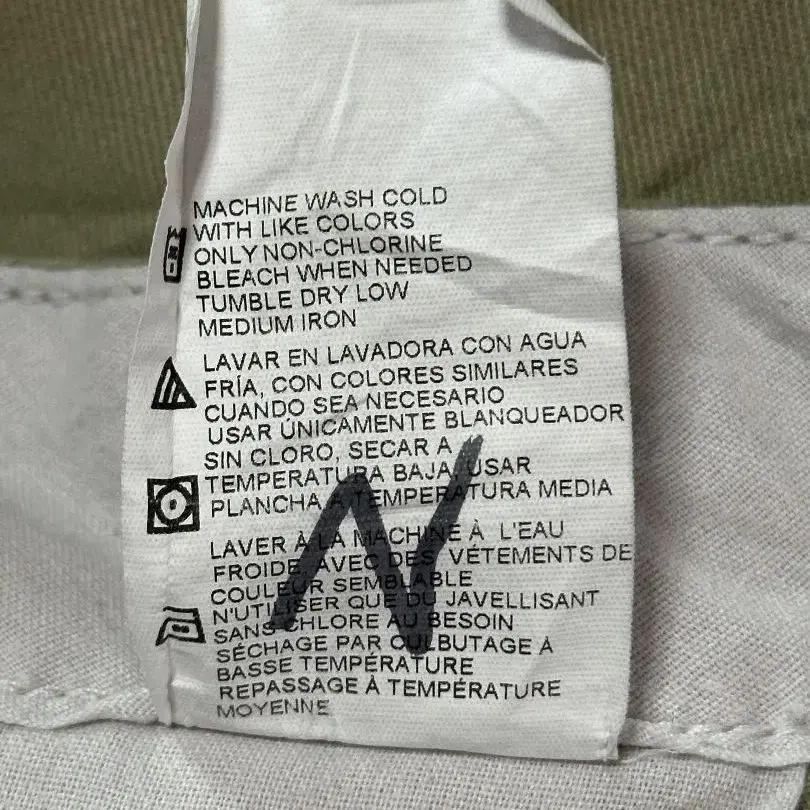 MACHINE WASH COLD
WITH LIKE COLORS
ONLY NON-CHLORINE
BLEACH WHEN NEEDED
TUMBLE DRY LOW
MEDIUM IRON
LAVAR EN LAVADORA CON AGUA
FRÍA, CON COLORES SIMILARES
CUANDO SEA NECESARIO
USAR ÚNICAMENTE BLANQUEADOR
SIN CLORO, SECAR A
TEMPERATURA BAJA, USAR
PLANCHA A TEMPERATURA MEDIA
LAVER À LA MACHINE À L'EAU
FROIDE, AVEC DES VÉTEMENTS DE
COULEUR SEMBLABLE
N'UTILISER QUE DU JAVELLISANT
SANS CHLORE AU BESOIN
SÉCHAGE PAR CULBUTAGE À
BASSE TEMPÉRATURE
REPASSAGE À TEMPÉRATURE
MOYENNE
N